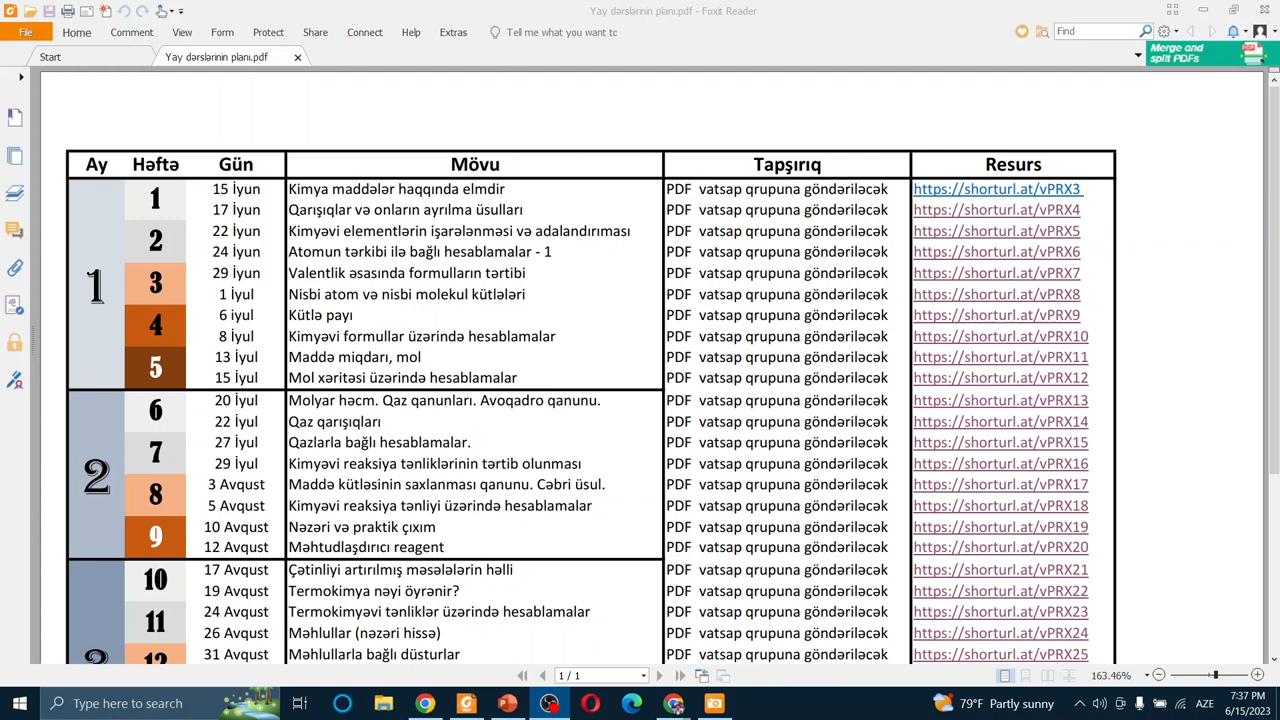 Yay dərslərinin planı.pdf - Foxit Reader
File Home Comment View Form Protect Share Connect Help Extras Tell me what you want to Find
Start Yay dərslərinin planı.pdf Merge and split PDFs
Ay Həftə Gün Mövu Tapşırıq Resurs
1
1 15 İyun Kimya maddələr haqqında elmdir PDF vatsap qrupuna göndəriləcək https://shorturl.at/vPRX3
17 İyun Qarışıqlar və onların ayrılma üsulları PDF vatsap qrupuna göndəriləcək https://shorturl.at/vPRX4
2 22 İyun Kimyəvi elementlərin işarələnməsi və adalandırıması PDF vatsap qrupuna göndəriləcək https://shorturl.at/vPRX5
24 İyun Atomun tərkibi ilə bağlı hesablamalar - 1 PDF vatsap qrupuna göndəriləcək https://shorturl.at/vPRX6
3 29 İyun Valentlik əsasında formulların tərtibi PDF vatsap qrupuna göndəriləcək https://shorturl.at/vPRX7
1 İyul Nisbi atom və nisbi molekul kütlələri PDF vatsap qrupuna göndəriləcək https://shorturl.at/vPRX8
4 6 iyul Kütlə payı PDF vatsap qrupuna göndəriləcək https://shorturl.at/vPRX9
8 İyul Kimyəvi formullar üzərində hesablamalar PDF vatsap qrupuna göndəriləcək https://shorturl.at/vPRX10
5 13 İyul Maddə miqdarı, mol PDF vatsap qrupuna göndəriləcək https://shorturl.at/vPRX11
15 İyul Mol xəritəsi üzərində hesablamalar PDF vatsap qrupuna göndəriləcək https://shorturl.at/vPRX12
2
6 20 İyul Molyar həcm. Qaz qanunları. Avoqadro qanunu. PDF vatsap qrupuna göndəriləcək https://shorturl.at/vPRX13
22 İyul Qaz qarışıqları PDF vatsap qrupuna göndəriləcək https://shorturl.at/vPRX14
7 27 İyul Qazlarla bağlı hesablamalar. PDF vatsap qrupuna göndəriləcək https://shorturl.at/vPRX15
29 İyul Kimyəvi reaksiya tənliklərinin tərtib olunması PDF vatsap qrupuna göndəriləcək https://shorturl.at/vPRX16
8 3 Avqust Maddə kütləsinin saxlanması qanunu. Cəbri üsul. PDF vatsap qrupuna göndəriləcək https://shorturl.at/vPRX17
5 Avqust Kimyəvi reaksiya tənliyi üzərində hesablamalar PDF vatsap qrupuna göndəriləcək https://shorturl.at/vPRX18
9 10 Avqust Nəzəri və praktik çıxım PDF vatsap qrupuna göndəriləcək https://shorturl.at/vPRX19
12 Avqust Məhtudlaşdırıcı reagent PDF vatsap qrupuna göndəriləcək https://shorturl.at/vPRX20
3
10 17 Avqust Çətinliyi artırılmış məsələlərin həlli PDF vatsap qrupuna göndəriləcək https://shorturl.at/vPRX21
19 Avqust Termokimya nəyi öyrənir? PDF vatsap qrupuna göndəriləcək https://shorturl.at/vPRX22
11 24 Avqust Termokimyəvi tənliklər üzərində hesablamalar PDF vatsap qrupuna göndəriləcək https://shorturl.at/vPRX23
26 Avqust Məhlullar (nəzəri hissə) PDF vatsap qrupuna göndəriləcək https://shorturl.at/vPRX24
12 31 Avqust Məhlullarla bağlı düsturlar PDF vatsap qrupuna göndəriləcək https://shorturl.at/vPRX25
1 / 1 163.46%
Type here to search 79°F Partly sunny AZE 7:37 PM
6/15/2023